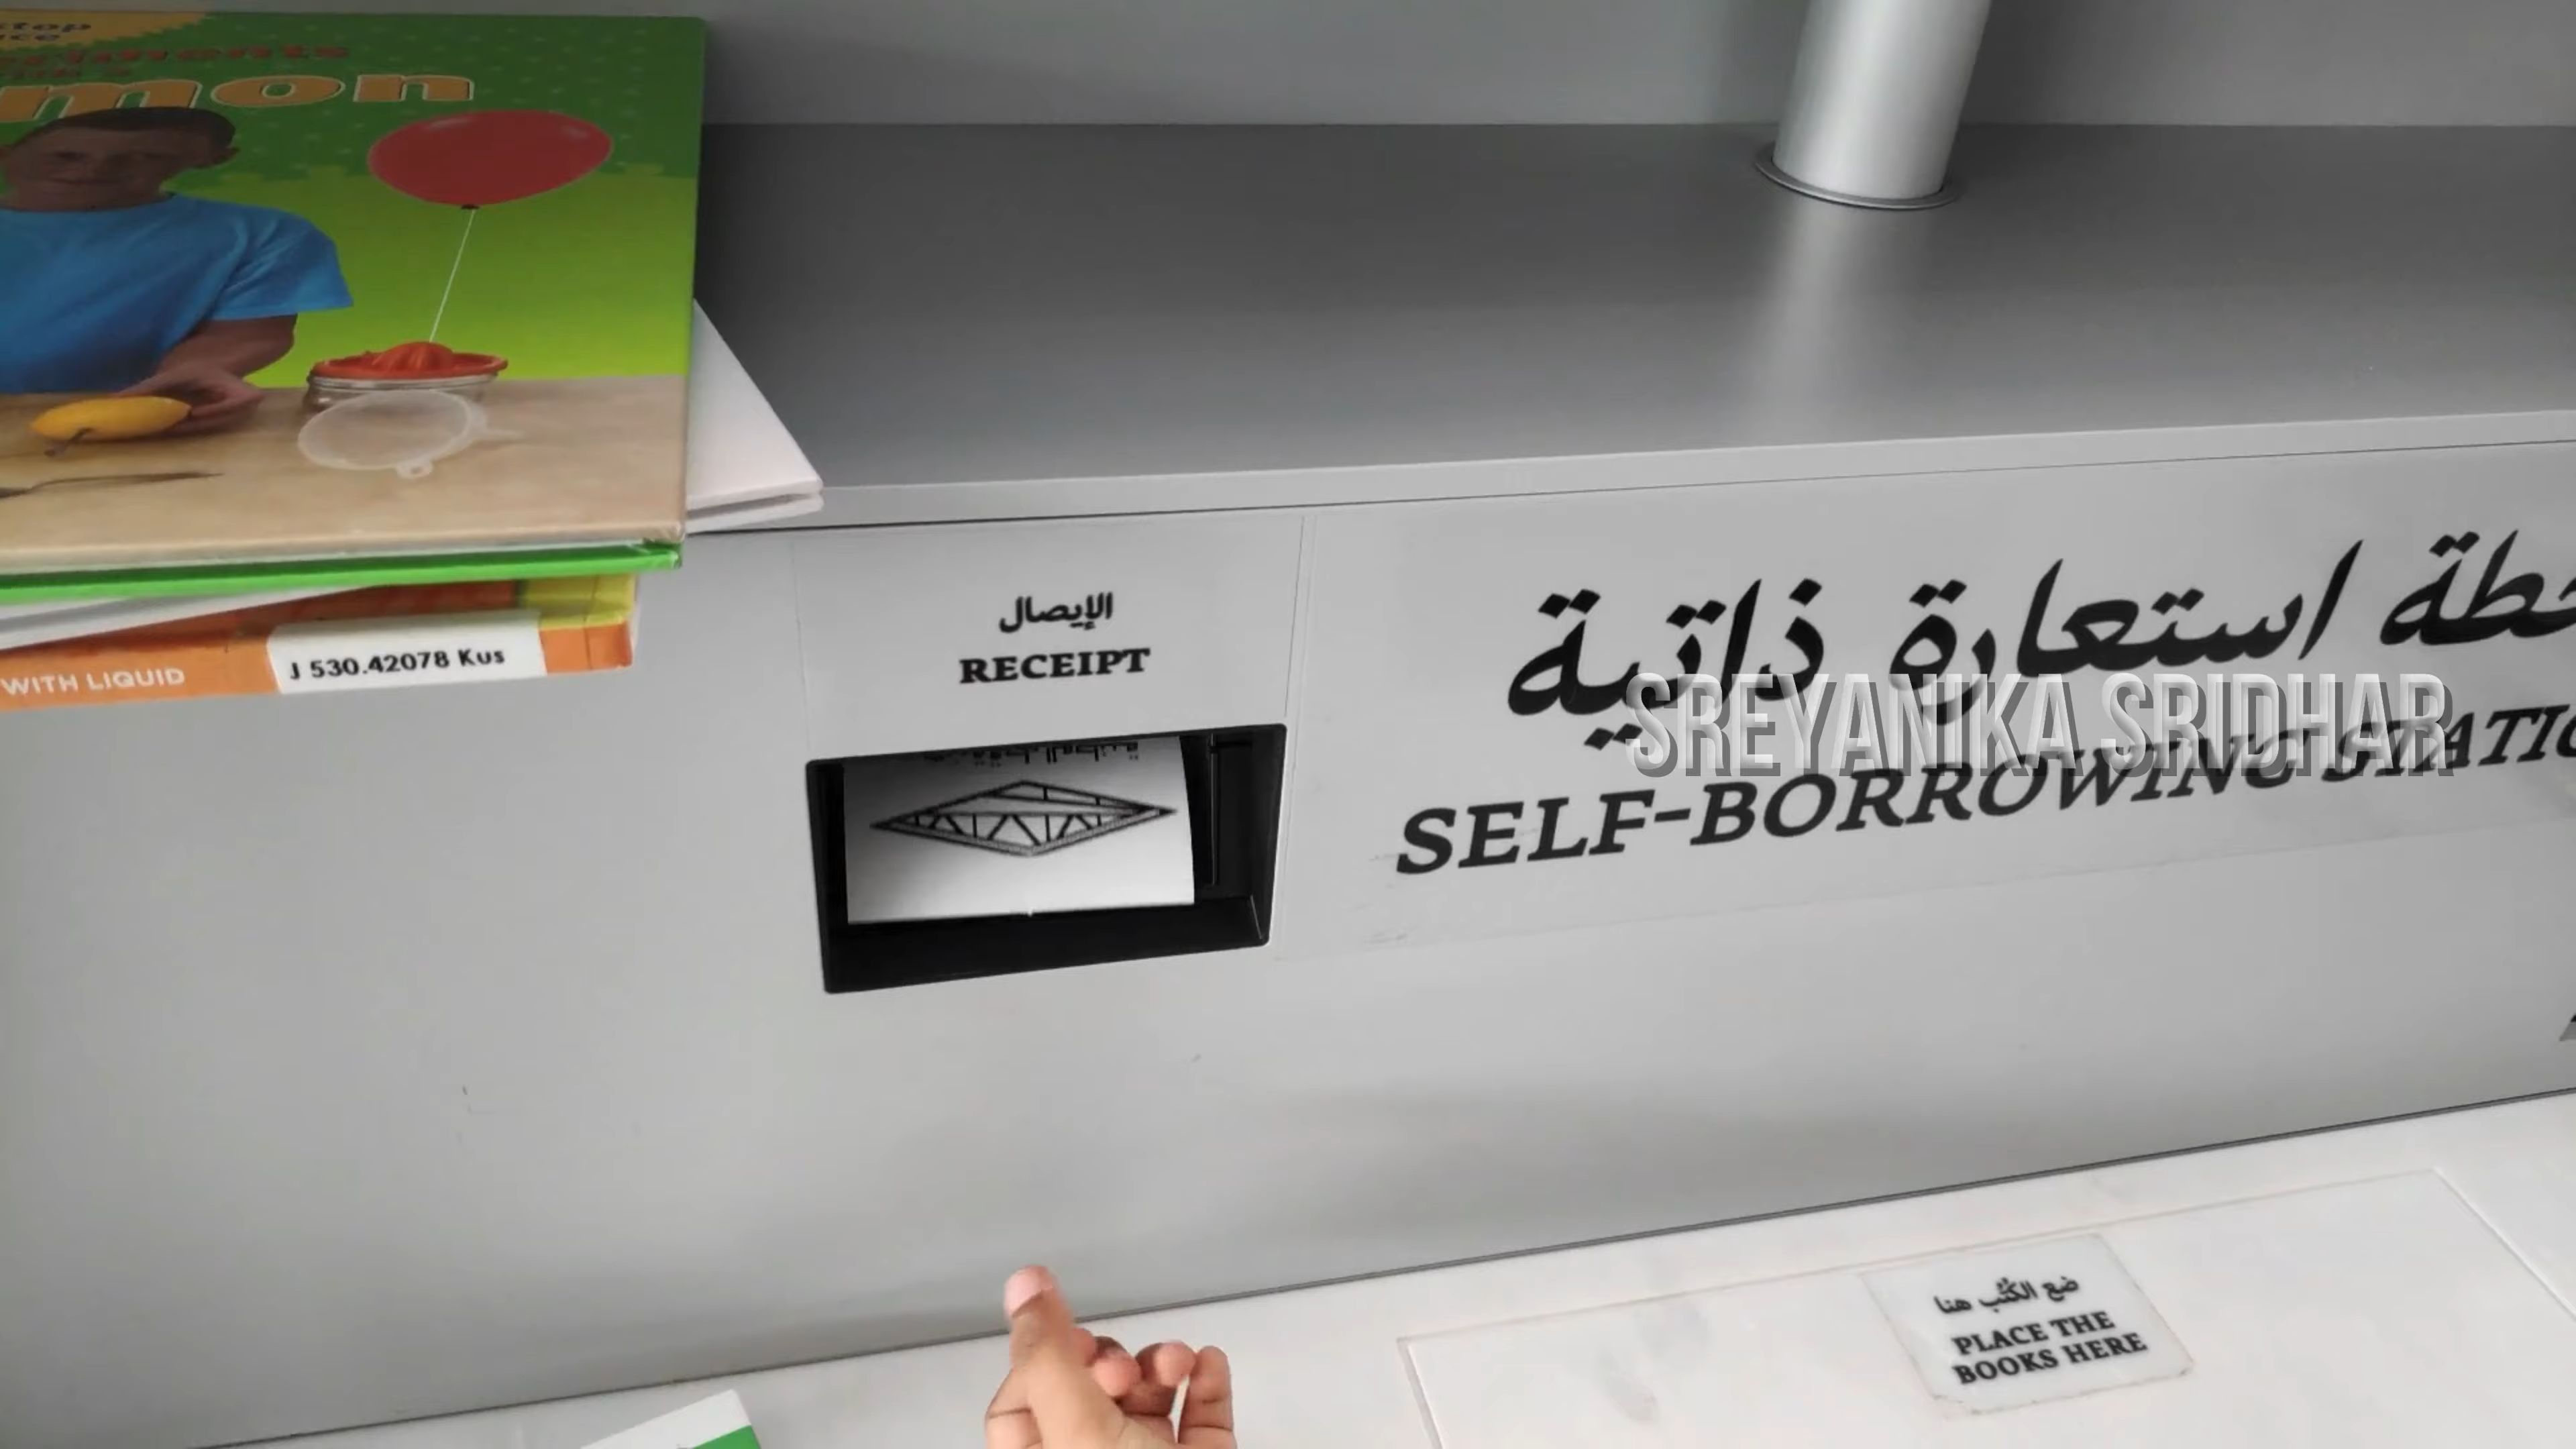 mon
WITH LIQUID
J 530.42078 Kus
الإيصال
RECEIPT
استعارة ذاتية
SELF-BORROWING
SREYANIKA SRIDHAR
ضع الكتب هنا
PLACE THE
BOOKS HERE